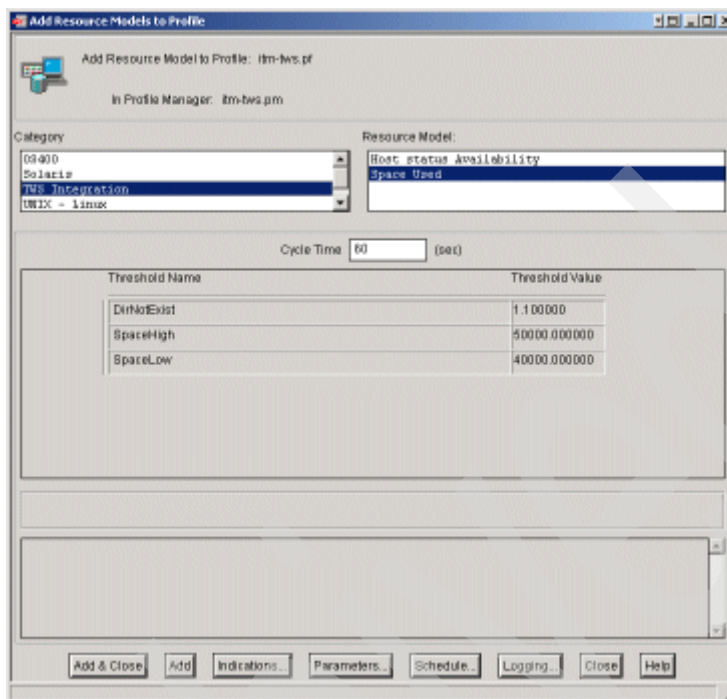 Add Resource Models to Profile
Add Resource Model to Profile: itm-tws.pf
In Profile Manager: itm-tws.pm
Category
Resource Model:
OS400
Solaris
TWS Integration
UNIX - Linux
Host status Availability
Space Used
Cycle Time 60 (sec)
Threshold Name Threshold Value
DirNotExist 1.100000
SpaceHigh 50000.000000
SpaceLow 40000.000000
Add & Close Add Indications... Parameters... Schedule... Logging... Close Help